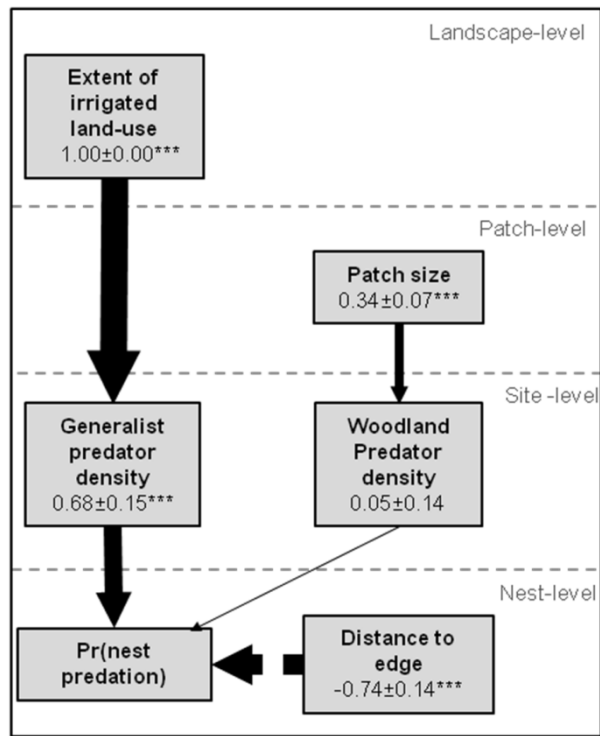 Landscape-level
Extent of
irrigated
land-use
1.00±0.00***
Patch-level
Patch size
0.34±0.07***
Site -level
Generalist
predator
density
0.68±0.15***
Woodland
Predator
density
0.05±0.14
Nest-level
Pr(nest
predation)
Distance to
edge
-0.74±0.14***